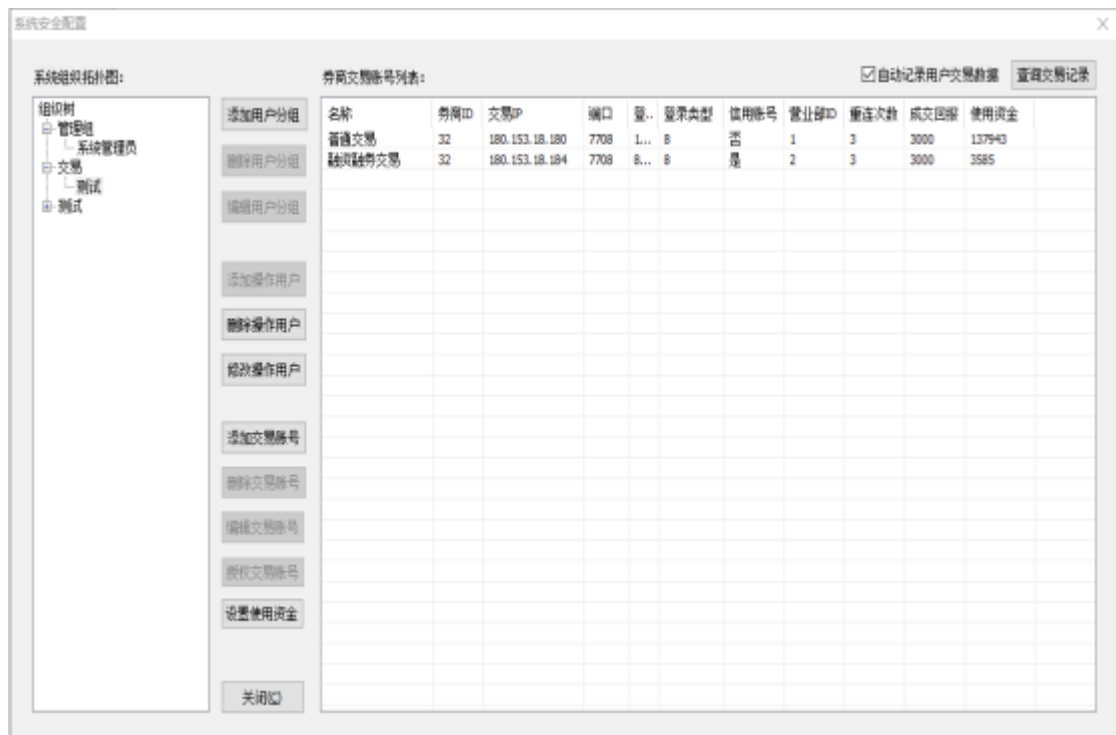 系统安全配置
系统组织拓扑图:
券商交易账号列表:
自动记录用户交易数据 查询交易记录
组织树
管理组
系统管理员
交易
测试
测试
添加用户分组
删除用户分组
编辑用户分组
添加操作用户
删除操作用户
修改操作用户
添加交易账号
删除交易账号
编辑交易账号
授权交易账号
设置使用资金
关闭(C)
名称 券商ID 交易IP 端口 登.. 登录类型 信用账号 营业部ID 重连次数 成交回报 使用资金
普通交易 32 180.153.18.180 7708 1... 8 否 1 3 3000 137943
融资融券交易 32 180.153.18.184 7708 8... 8 是 2 3 3000 3585